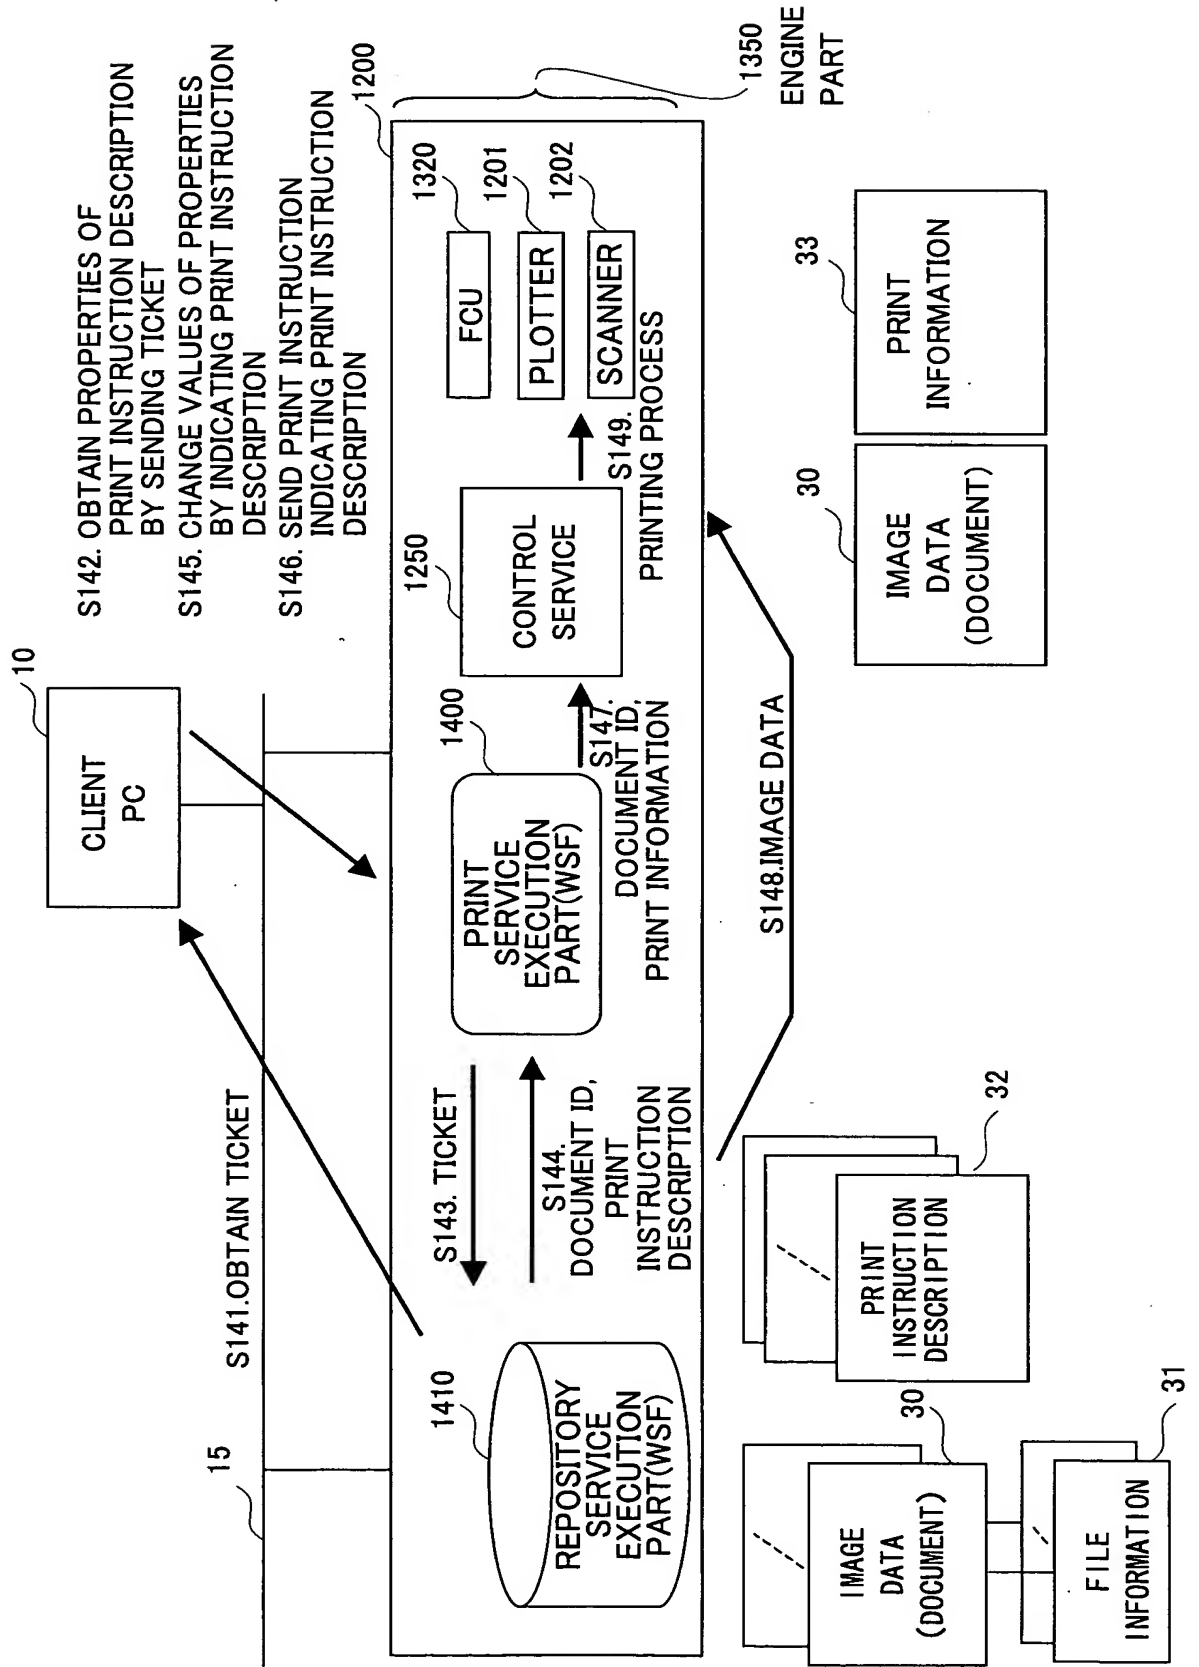 15
S141.OBTAIN TICKET
10
CLIENT
PC
S142. OBTAIN PROPERTIES OF
PRINT INSTRUCTION DESCRIPTION
BY SENDING TICKET
S145. CHANGE VALUES OF PROPERTIES
BY INDICATING PRINT INSTRUCTION
DESCRIPTION
S146. SEND PRINT INSTRUCTION
INDICATING PRINT INSTRUCTION
DESCRIPTION
1200
1410
REPOSITORY
SERVICE
EXECUTION
PART(WSF)
S143. TICKET
S144.
DOCUMENT ID,
PRINT
INSTRUCTION
DESCRIPTION
1400
PRINT
SERVICE
EXECUTION
PART(WSF)
S147.
DOCUMENT ID,
PRINT INFORMATION
1250
CONTROL
SERVICE
S149.
PRINTING PROCESS
1320
FCU
1201
PLOTTER
1202
SCANNER
1350
ENGINE
PART
S148.IMAGE DATA
30
IMAGE
DATA
(DOCUMENT)
31
FILE
INFORMATION
32
PRINT
INSTRUCTION
DESCRIPTION
30
IMAGE
DATA
(DOCUMENT)
33
PRINT
INFORMATION